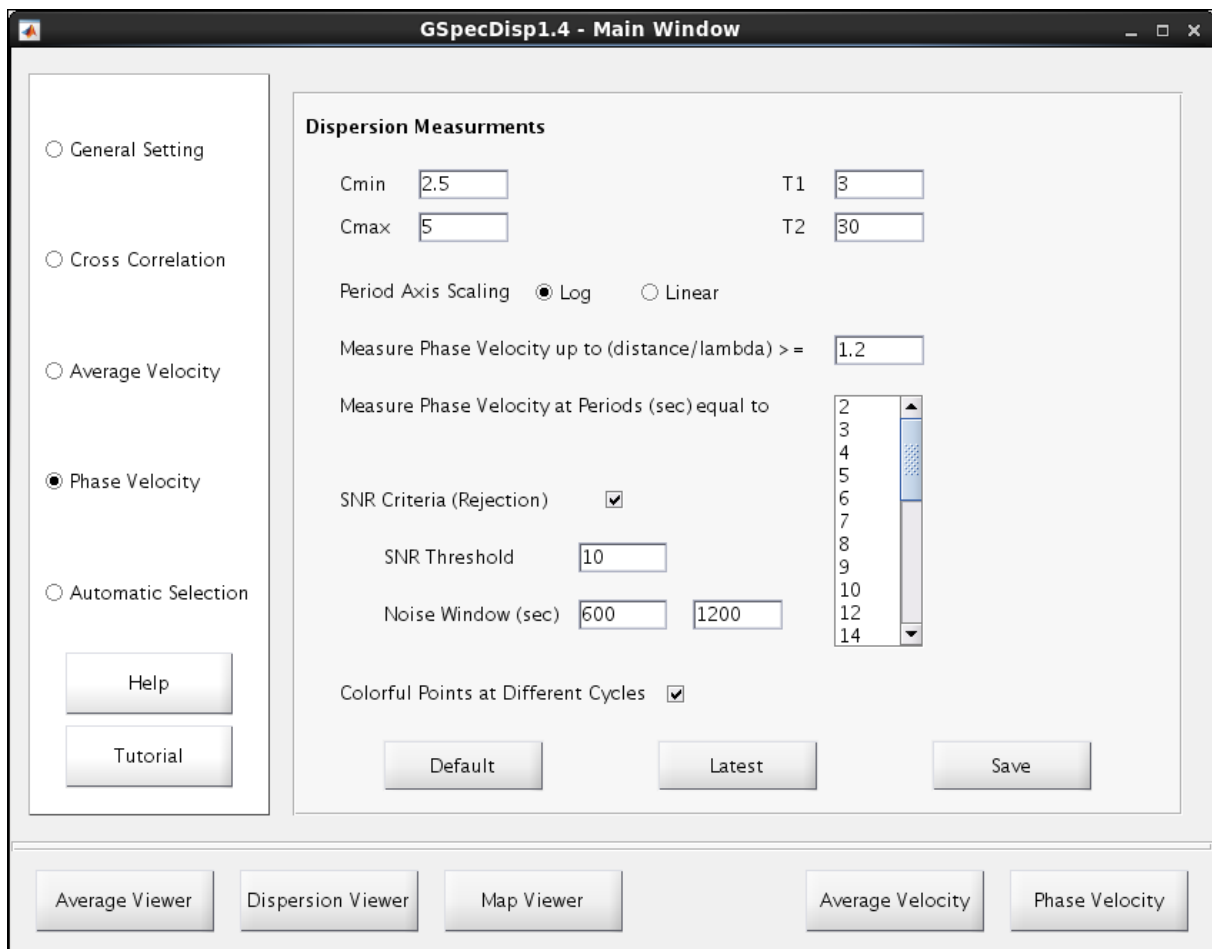 GSpecDisp1.4 - Main Window
General Setting
Cross Correlation
Average Velocity
Phase Velocity
Automatic Selection
Help
Tutorial
Dispersion Measurments
Cmin 2.5 T1 3
Cmax 5 T2 30
Period Axis Scaling Log Linear
Measure Phase Velocity up to (distance/lambda) > = 1.2
Measure Phase Velocity at Periods (sec) equal to
2
3
4
5
6
7
8
9
10
12
14
SNR Criteria (Rejection)
SNR Threshold 10
Noise Window (sec) 600 1200
Colorful Points at Different Cycles
Default Latest Save
Average Viewer Dispersion Viewer Map Viewer Average Velocity Phase Velocity